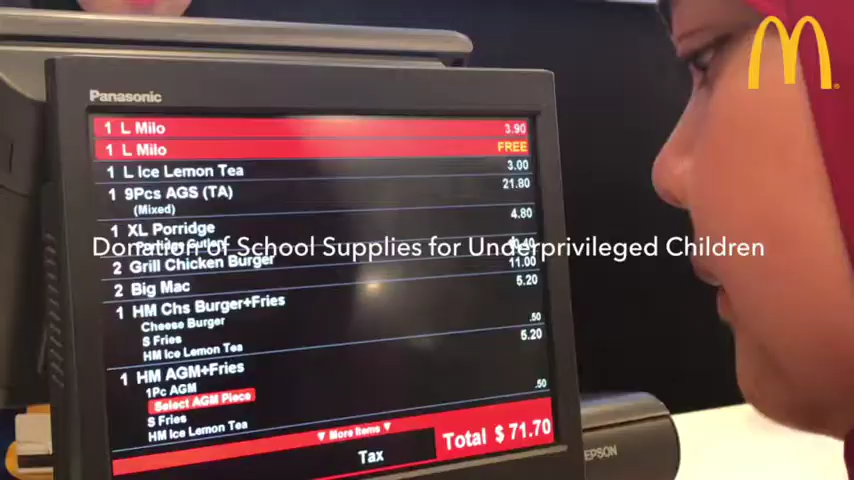 Panasonic
1 L Milo 3.90
1 L Milo FREE
1 L Ice Lemon Tea 3.00
1 9Pcs AGS (TA) 21.80
(Mixed)
1 XL Porridge 4.80
Donation of School Supplies for Underprivileged Children
2 Grill Chicken Burger
2 Big Mac 11.00
1 HM Chs Burger+Fries 5.20
Cheese Burger
S Fries
HM Ice Lemon Tea .50
1 HM AGM+Fries 5.20
1Pc AGM
Select AGM Piece
S Fries
HM Ice Lemon Tea .50
▼ More Items ▼
Tax
Total $ 71.70
EPSON